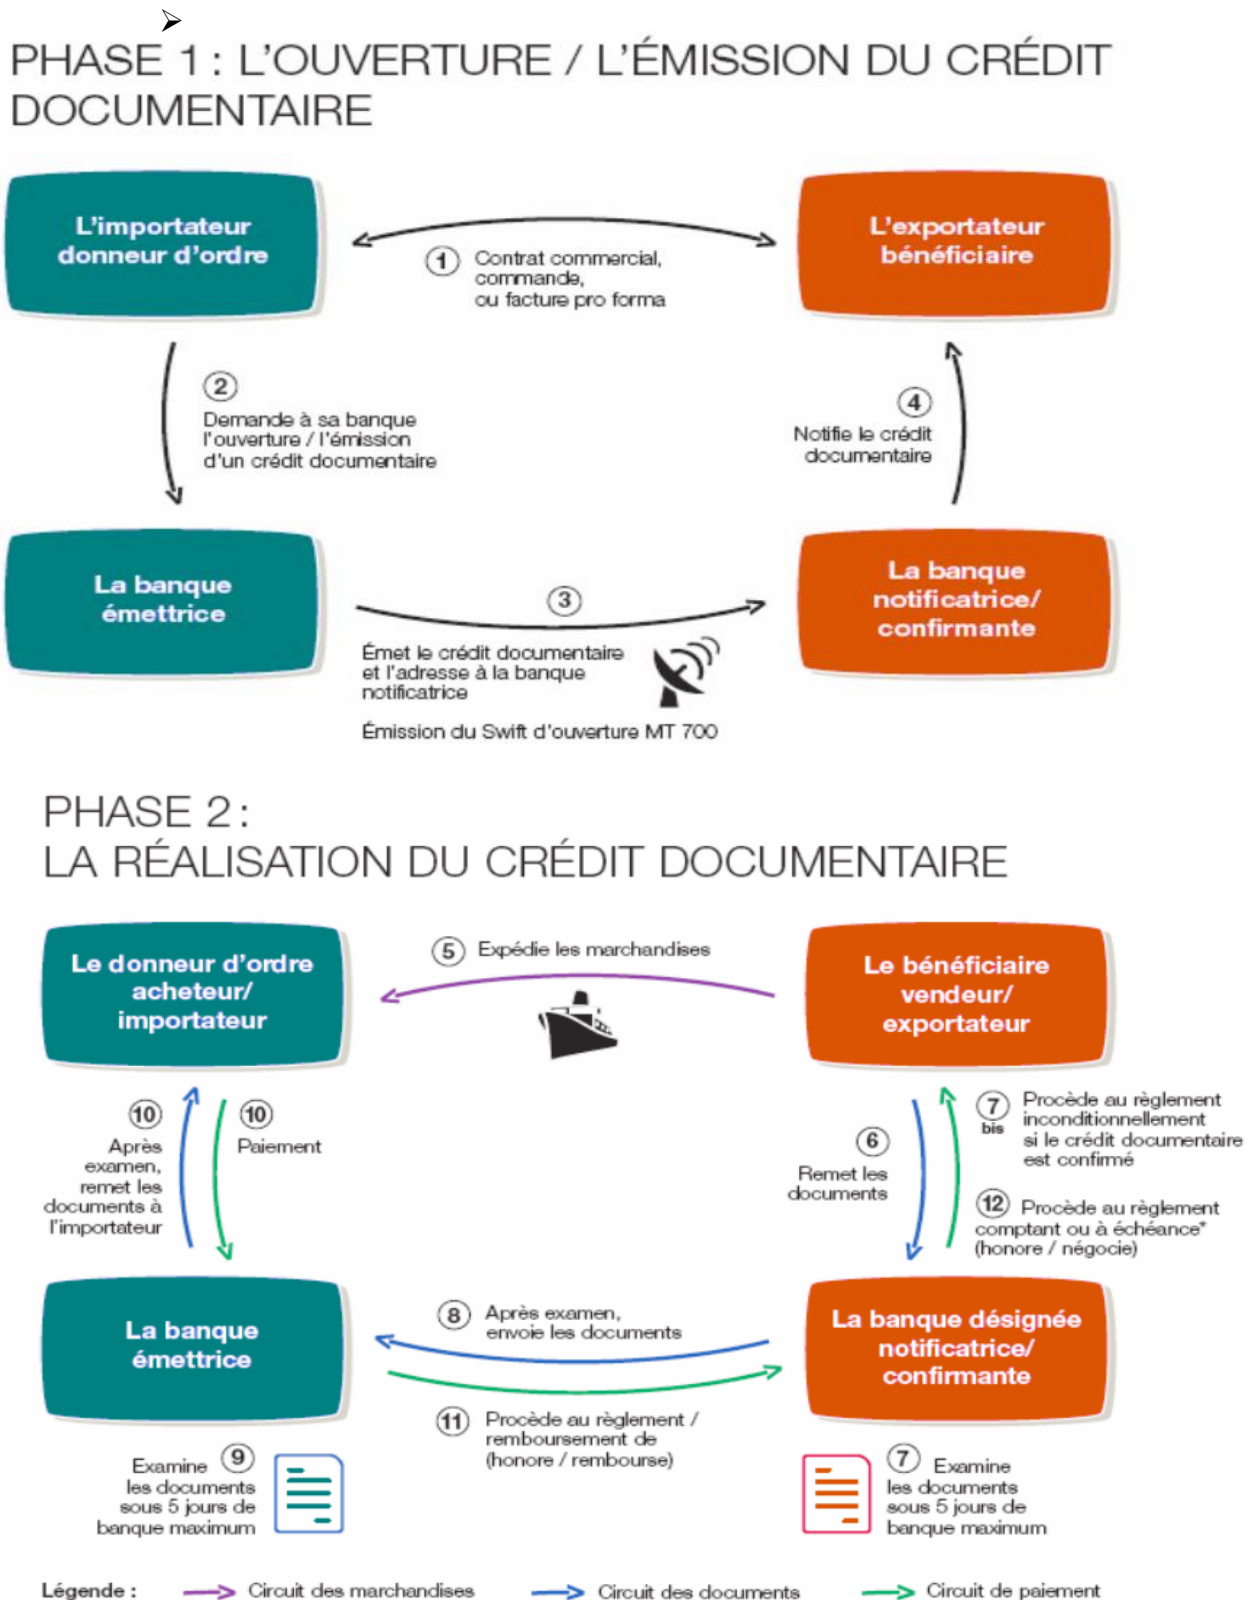 PHASE 1 : L'OUVERTURE / L'ÉMISSION DU CRÉDIT
DOCUMENTAIRE
L'importateur
donneur d'ordre
L'exportateur
bénéficiaire
1 Contrat commercial,
commande,
ou facture pro forma
2
Demande à sa banque
l'ouverture / l'émission
d'un crédit documentaire
4
Notifie le crédit
documentaire
La banque
émettrice
3
La banque
notificatrice/
confirmante
Émet le crédit documentaire
et l'adresse à la banque
notificatrice
Émission du Swift d'ouverture MT 700
PHASE 2 :
LA RÉALISATION DU CRÉDIT DOCUMENTAIRE
Le donneur d'ordre
acheteur/
importateur
5 Expédie les marchandises
Le bénéficiaire
vendeur/
exportateur
10
Après
examen,
remet les
documents à
l'importateur
10
Paiement
6
Remet les
documents
7 bis Procède au règlement
inconditionnellement
si le crédit documentaire
est confirmé
12 Procède au règlement
comptant ou à échéance*
(honore / négocie)
La banque
émettrice
8 Après examen,
envoie les documents
La banque désignée
notificatrice/
confirmante
11 Procède au règlement /
remboursement de
(honore / rembourse)
Examine 9
les documents
sous 5 jours de
banque maximum
7 Examine
les documents
sous 5 jours de
banque maximum
Légende : Circuit des marchandises Circuit des documents Circuit de paiement